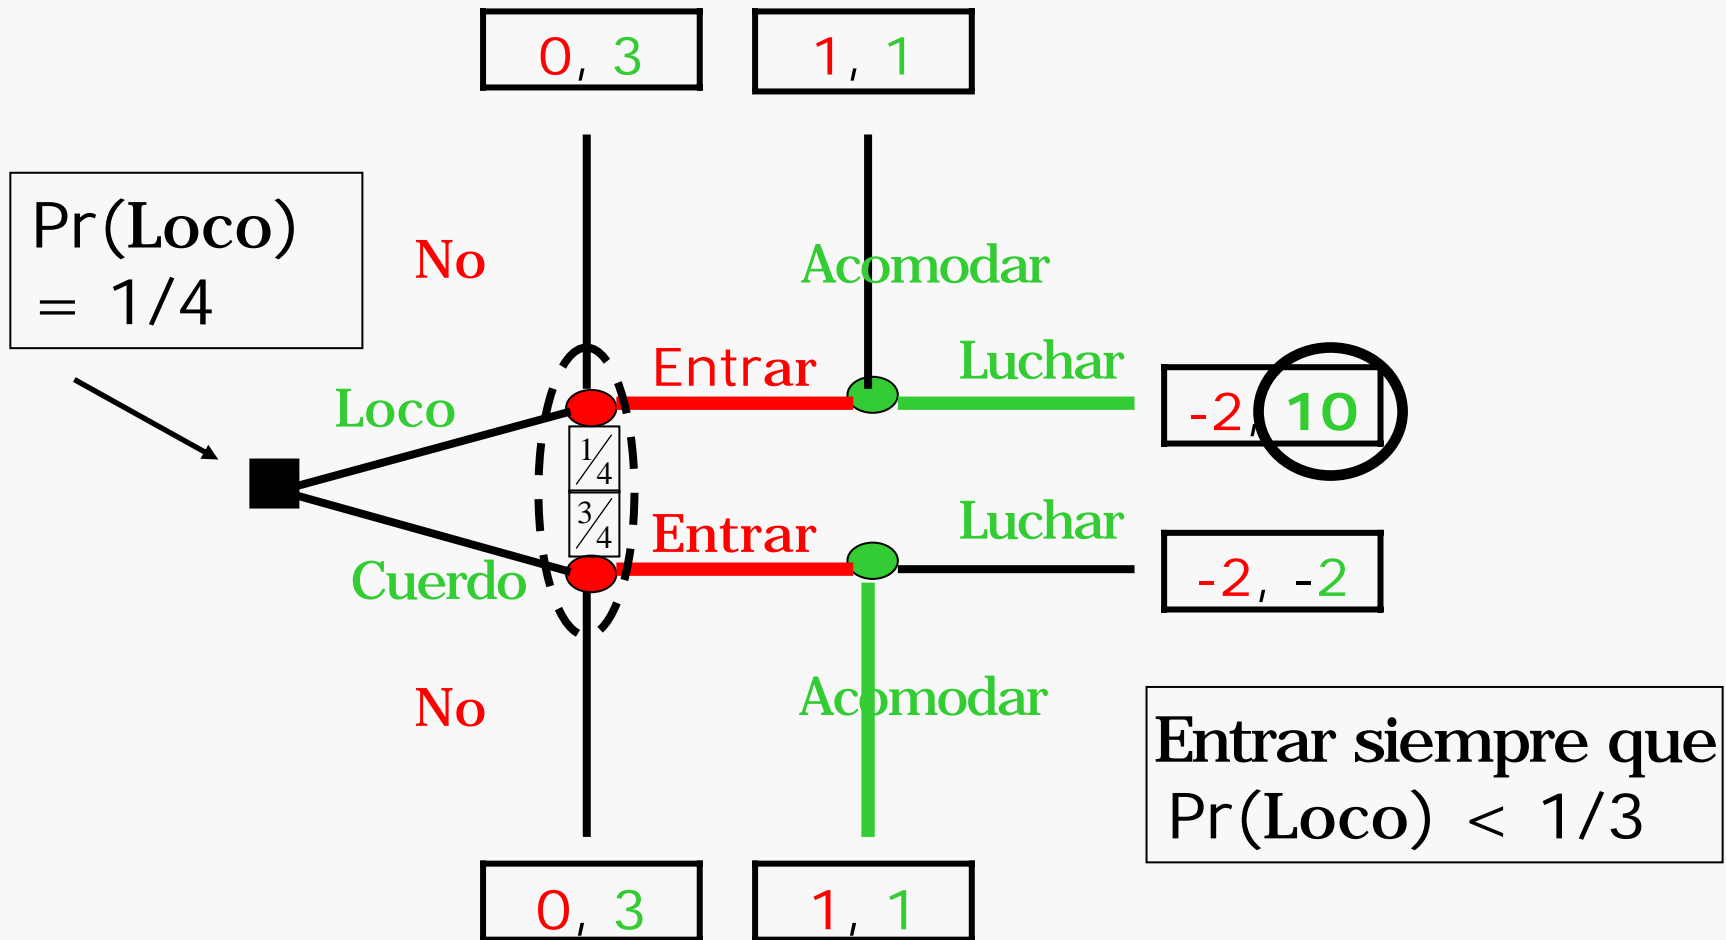 0, 3
1, 1
Pr(Loco)
= 1/4
No
Acomodar
Entrar
Luchar
Loco
-2, 10
1/4
3/4
Entrar
Luchar
Cuerdo
-2, -2
No
Acomodar
Entrar siempre que
Pr(Loco) < 1/3
0, 3
1, 1